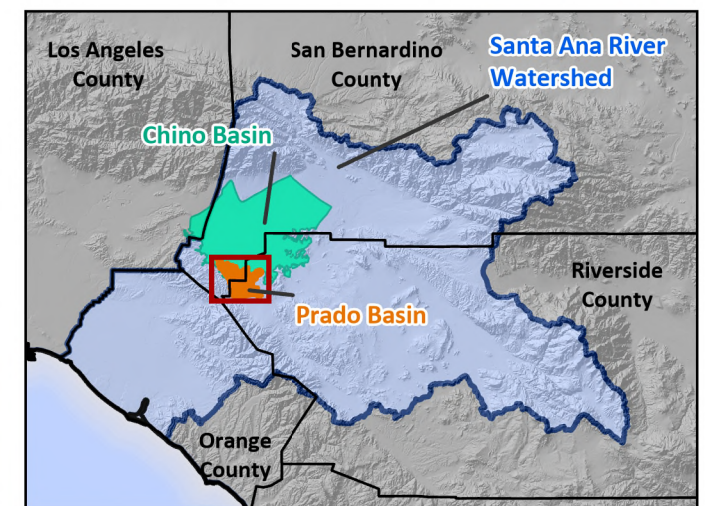 Los Angeles
County
San Bernardino
County
Santa Ana River
Watershed
Chino Basin
Riverside
County
Prado Basin
Orange
County